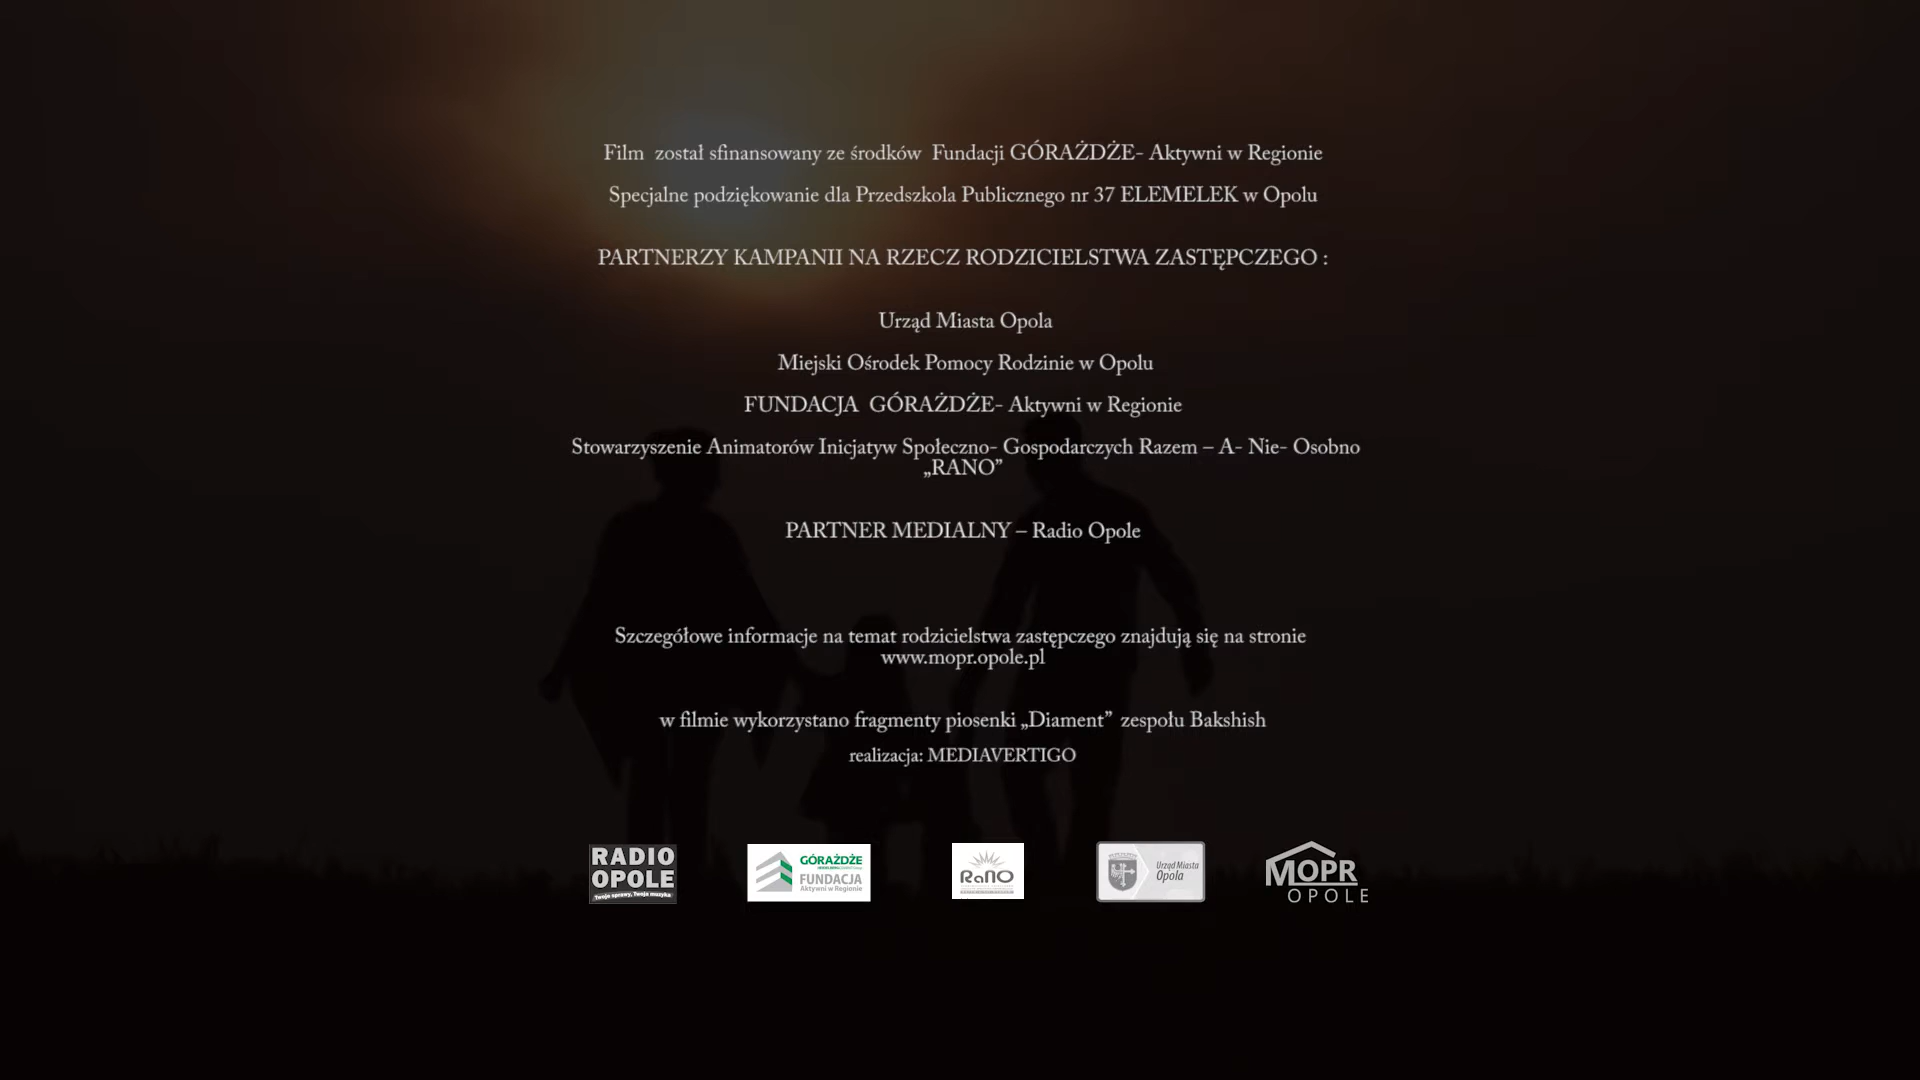 Film został sfinansowany ze środków Fundacji GÓRAŻDŻE- Aktywni w Regionie
Specjalne podziękowanie dla Przedszkola Publicznego nr 37 ELEMELEK w Opolu
PARTNERZY KAMPANII NA RZECZ RODZICIELSTWA ZASTĘPCZEGO :
Urząd Miasta Opola
Miejski Ośrodek Pomocy Rodzinie w Opolu
FUNDACJA GÓRAŻDŻE- Aktywni w Regionie
Stowarzyszenie Animatorów Inicjatyw Społeczno- Gospodarczych Razem – A- Nie- Osobno
„RANO”
PARTNER MEDIALNY – Radio Opole
Szczegółowe informacje na temat rodzicielstwa zastępczego znajdują się na stronie
www.mopr.opole.pl
w filmie wykorzystano fragmenty piosenki „Diament” zespołu Bakshish
realizacja: MEDIAVERTIGO
RADIO
OPOLE
Twoje sprawy, Twoja muzyka
GÓRAŻDŻE
FUNDACJA
Aktywni w Regionie
RaNO
Urząd Miasta
Opola
MOPR
OPOLE